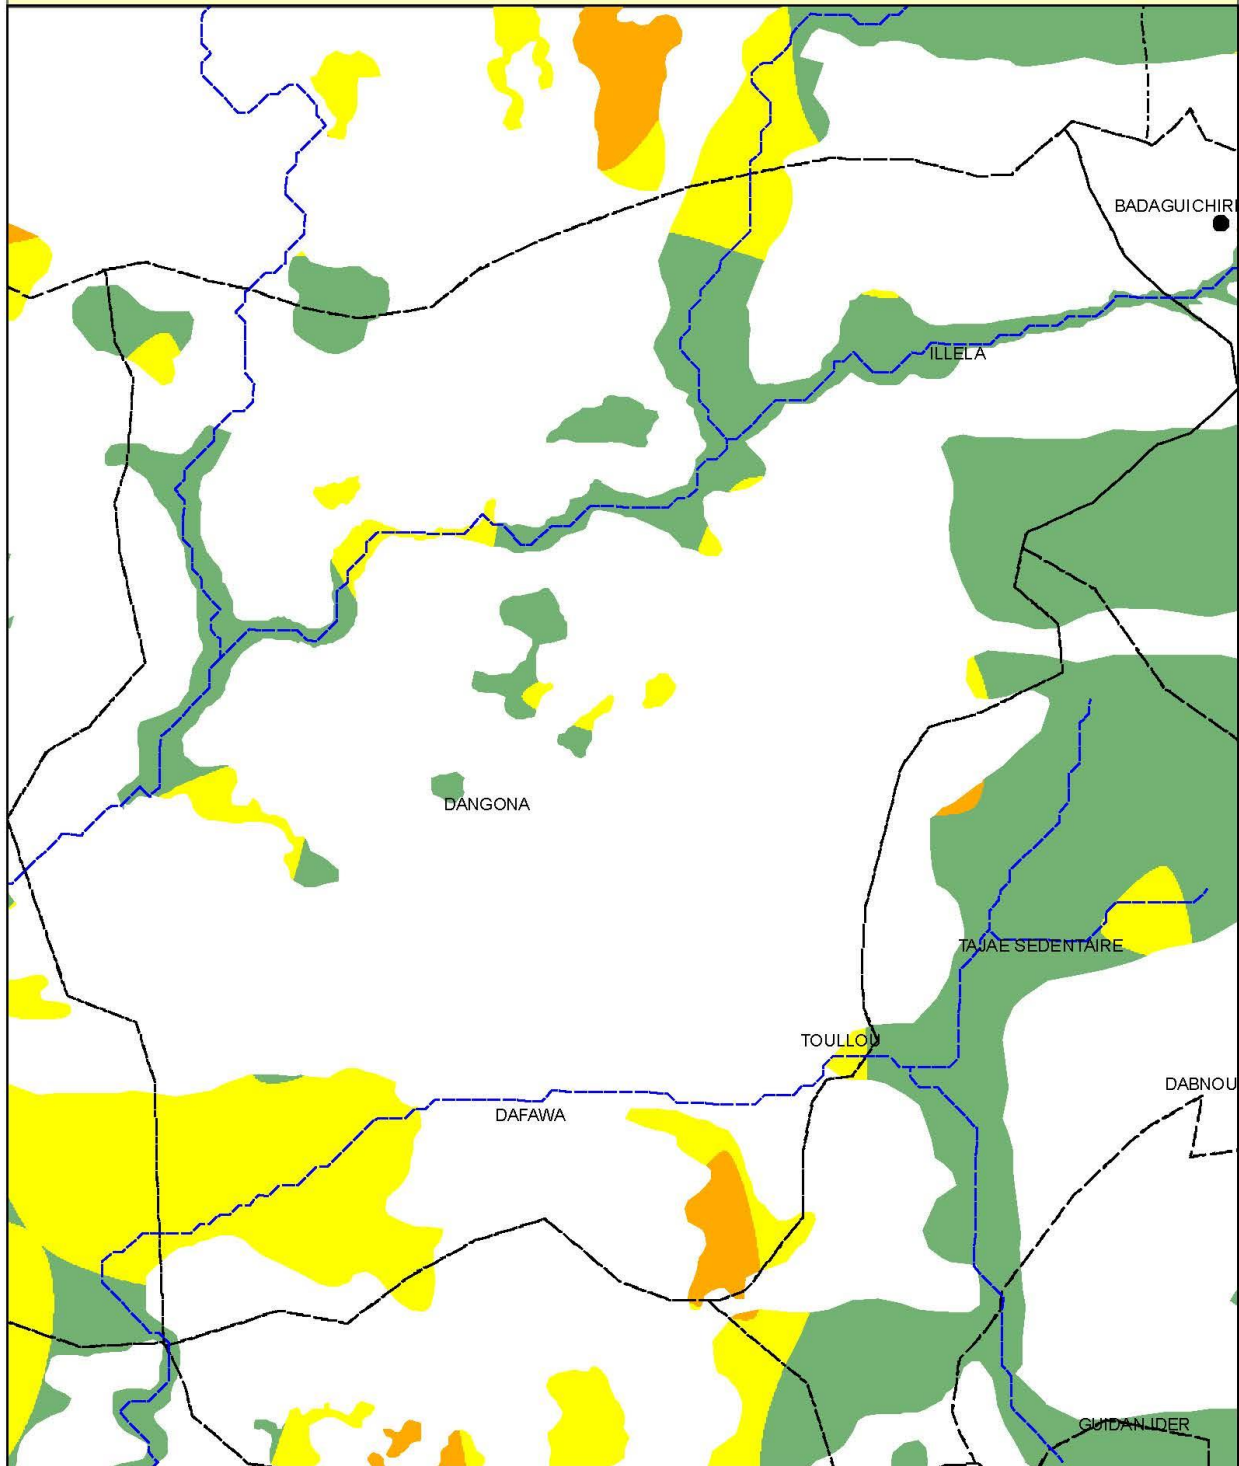 BADAGUICHIRI
ILLELA
DANGONA
TAJAE SEDENTAIRE
TOULLOU
DABNOU
DAFAWA
GUIDAN IDER